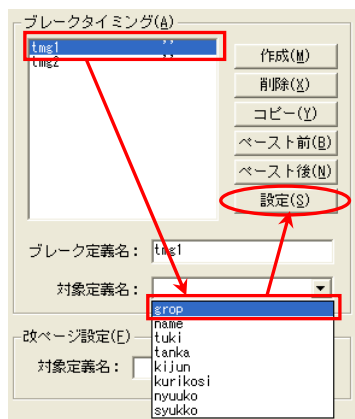 ブレークタイミング(A)
tmg1 ''
tmg2 ''
作成(M)
削除(X)
コピー(Y)
ペースト前(B)
ペースト後(N)
設定(S)
ブレーク定義名： tmg1
対象定義名：
grop
name
tuki
tanka
kijun
kurikosi
nyuuko
syukko
改ページ設定(F)
対象定義名：